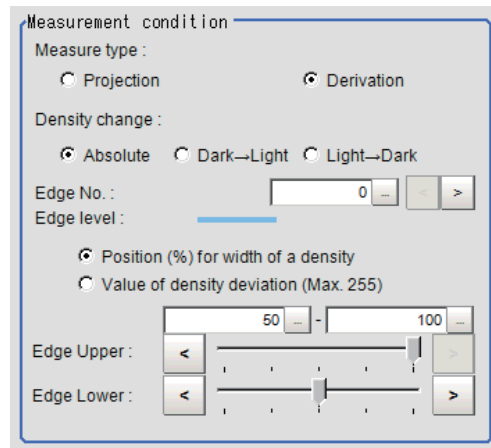 Measurement condition
Measure type :
Projection Derivation
Density change :
Absolute Dark→Light Light→Dark
Edge No. : 0 ... < >
Edge level :
Position (%) for width of a density
Value of density deviation (Max. 255)
50 ... - 100 ...
Edge Upper : < >
Edge Lower : < >